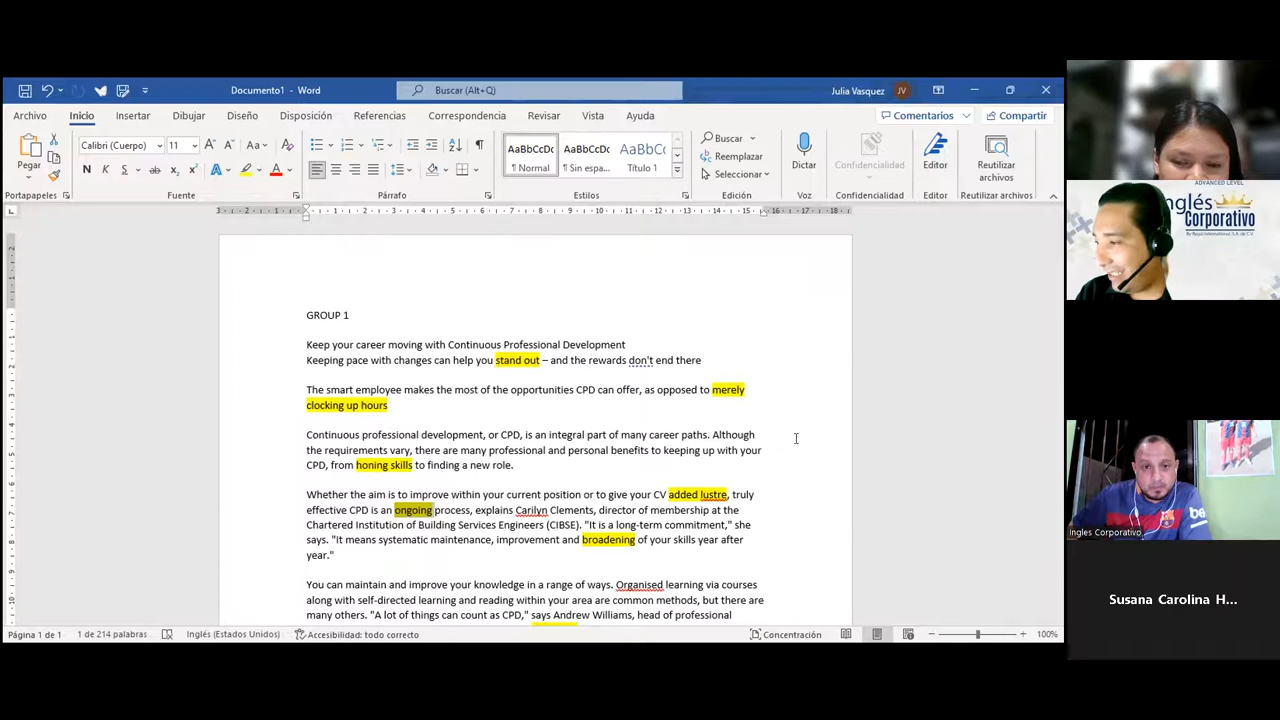 Documento1 - Word
Buscar (Alt+Q)
Julia Vasquez
JV
Archivo
Inicio
Insertar
Dibujar
Diseño
Disposición
Referencias
Correspondencia
Revisar
Vista
Ayuda
Comentarios
Compartir
Pegar
Calibri (Cuerpo)
11
AaBbCcDc
¶ Normal
AaBbCcDc
¶ Sin espa...
AaBbCc
Título 1
Buscar
Reemplazar
Seleccionar
Dictar
Confidencialidad
Editor
Reutilizar archivos
Portapapeles
Fuente
Párrafo
Estilos
Edición
Voz
Confidencialidad
Editor
Reutilizar archivos
GROUP 1
Keep your career moving with Continuous Professional Development
Keeping pace with changes can help you stand out – and the rewards don't end there
The smart employee makes the most of the opportunities CPD can offer, as opposed to merely
clocking up hours
Continuous professional development, or CPD, is an integral part of many career paths. Although
the requirements vary, there are many professional and personal benefits to keeping up with your
CPD, from honing skills to finding a new role.
Whether the aim is to improve within your current position or to give your CV added lustre, truly
effective CPD is an ongoing process, explains Carilyn Clements, director of membership at the
Chartered Institution of Building Services Engineers (CIBSE). "It is a long-term commitment," she
says. "It means systematic maintenance, improvement and broadening of your skills year after
year."
You can maintain and improve your knowledge in a range of ways. Organised learning via courses
along with self-directed learning and reading within your area are common methods, but there are
many others. "A lot of things can count as CPD," says Andrew Williams, head of professional
Página 1 de 1
1 de 214 palabras
Inglés (Estados Unidos)
Accesibilidad: todo correcto
Concentración
100%
ADVANCED LEVEL
Inglés
Corporativo
By Royal International, S.A. de C.V.
Ingles Corporativo
Susana Carolina H...